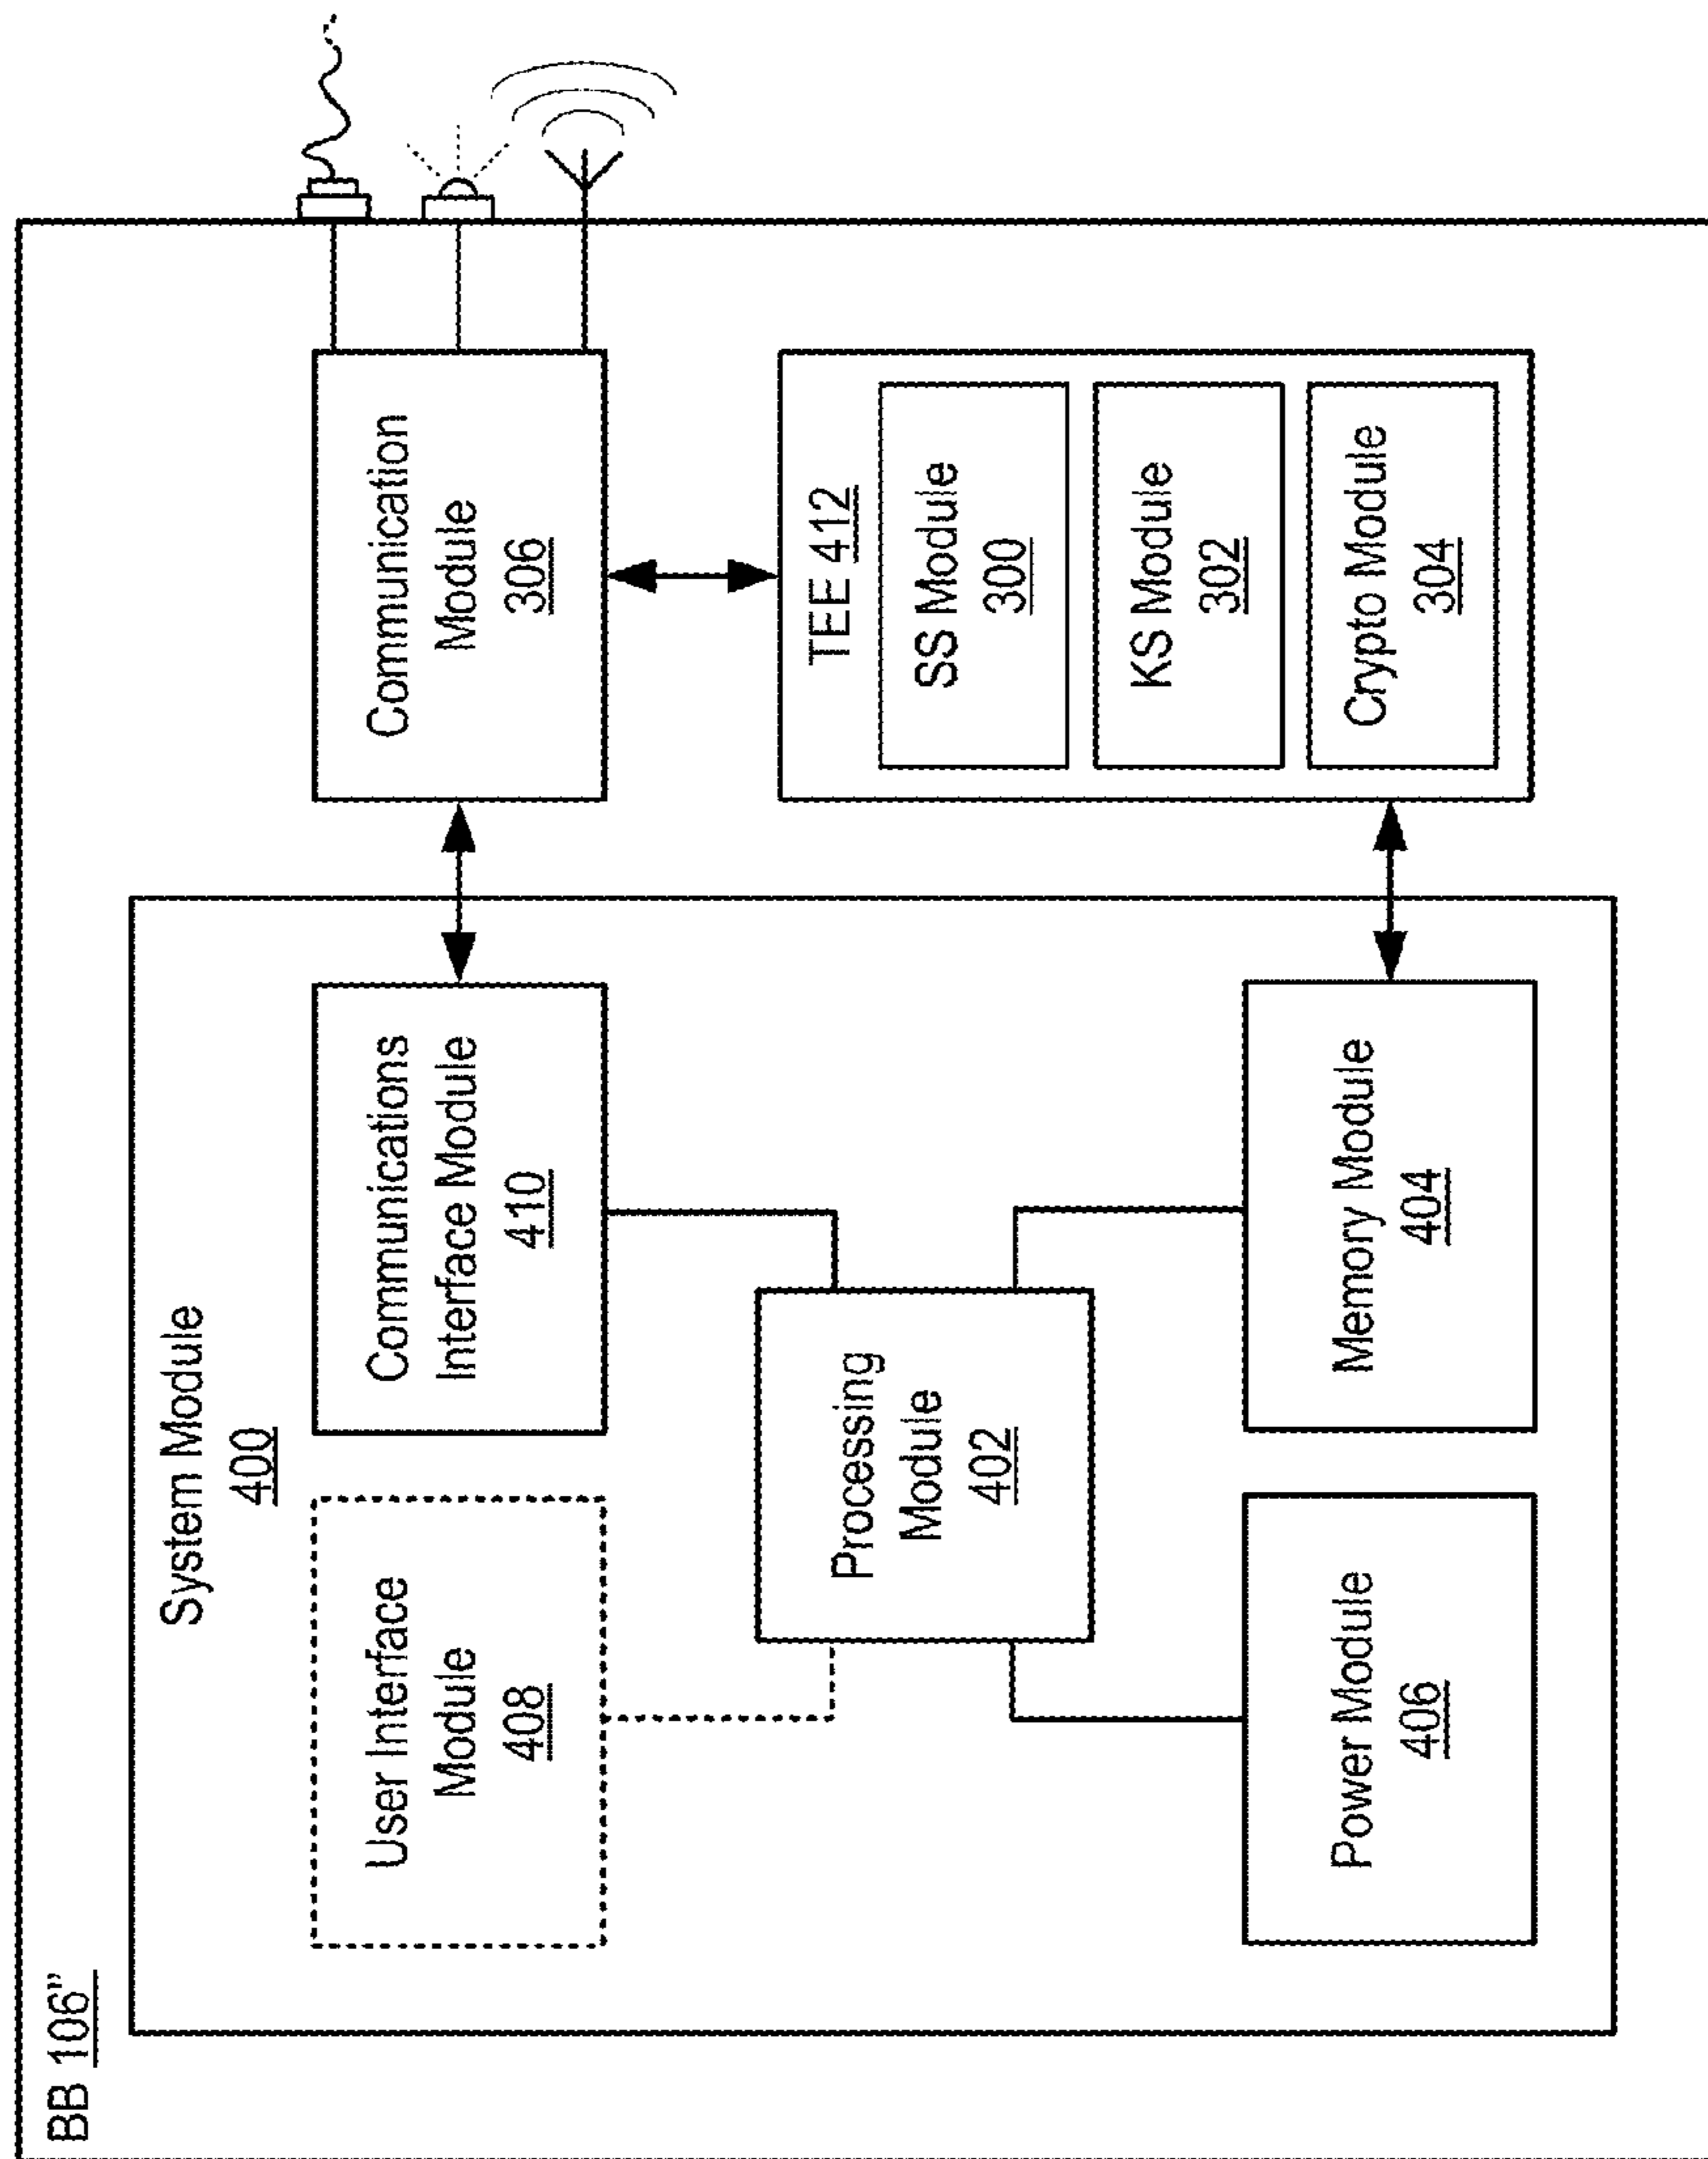 BB 106”
System Module
400
User Interface
Module
408
Communications
Interface Module
410
Processing
Module
402
Power Module
406
Memory Module
404
Communication
Module
306
TEE 412
SS Module
300
KS Module
302
Crypto Module
304